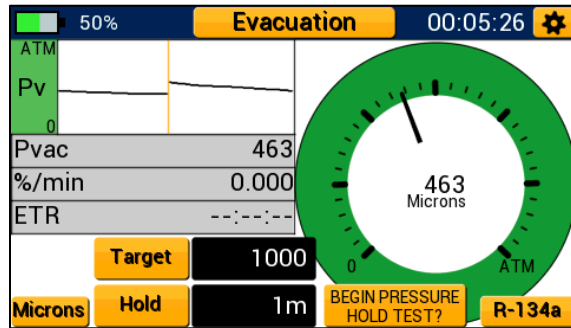 50%
Evacuation
00:05:26
ATM
Pv
0
Pvac 463
%/min 0.000
ETR --:--:--
463
Microns
0
ATM
Target 1000
Microns
Hold 1m
BEGIN PRESSURE
HOLD TEST?
R-134a